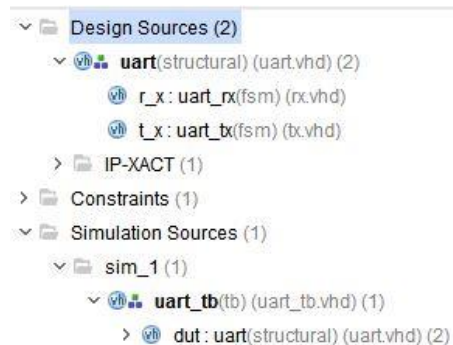 Design Sources (2)
uart(structural) (uart.vhd) (2)
r_x : uart_rx(fsm) (rx.vhd)
t_x : uart_tx(fsm) (tx.vhd)
IP-XACT (1)
Constraints (1)
Simulation Sources (1)
sim_1 (1)
uart_tb(tb) (uart_tb.vhd) (1)
dut : uart(structural) (uart.vhd) (2)